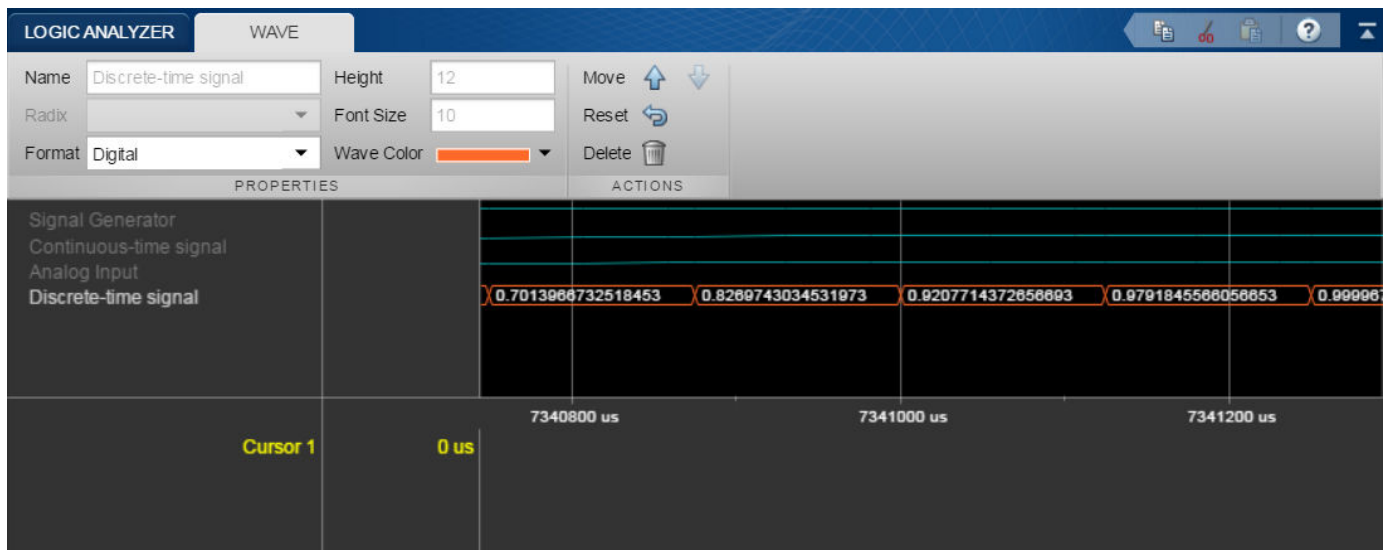 LOGIC ANALYZER WAVE ?
Name Discrete-time signal Height 12 Move
Radix Font Size 10 Reset
Format Digital Wave Color Delete
PROPERTIES ACTIONS
Signal Generator
Continuous-time signal
Analog Input
Discrete-time signal 0.7013966732518453 0.8269743034531973 0.9207714372656693 0.9791845566056653 0.999967
7340800 us 7341000 us 7341200 us
Cursor 1 0 us